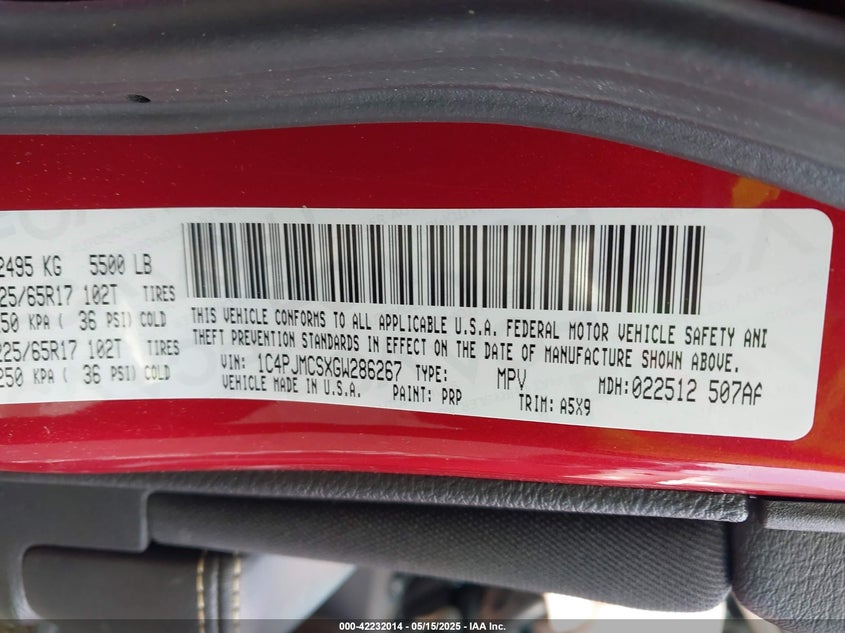 2495 KG 5500 LB
25/65R17 102T TIRES
250 KPA ( 36 PSI) COLD
225/65R17 102T TIRES
250 KPA ( 36 PSI) COLD
THIS VEHICLE CONFORMS TO ALL APPLICABLE U.S.A. FEDERAL MOTOR VEHICLE SAFETY AND
THEFT PREVENTION STANDARDS IN EFFECT ON THE DATE OF MANUFACTURE SHOWN ABOVE.
VIN: 1C4PJMCSXGW286267 TYPE: MPV MDH:022512 507AF
VEHICLE MADE IN U.S.A. PAINT: PRP TRIM: A5X9
000-42232014 — 05/15/2025 — IAA Inc.